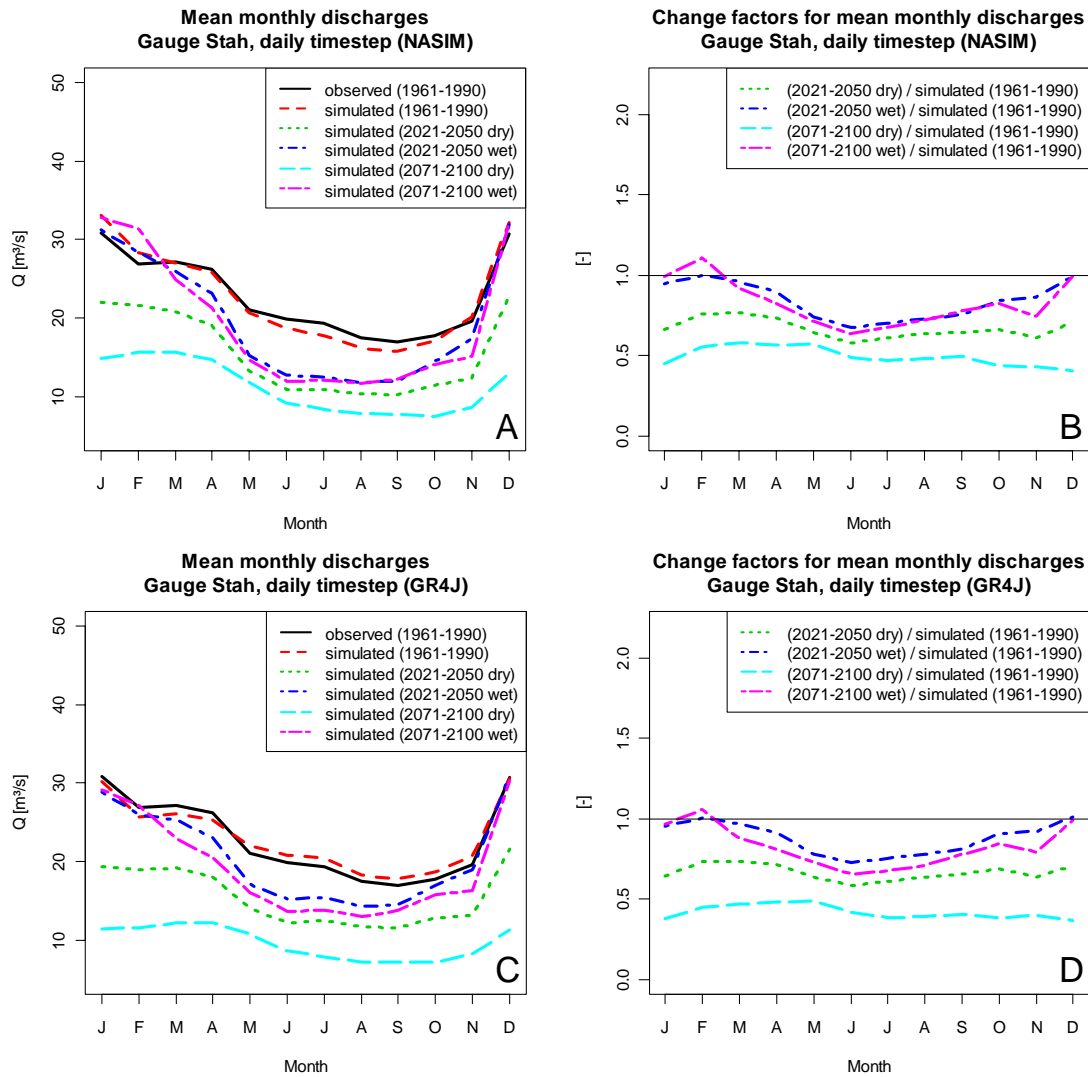 Mean monthly discharges
Gauge Stah, daily timestep (NASIM)
observed (1961-1990)
simulated (1961-1990)
simulated (2021-2050 dry)
simulated (2021-2050 wet)
simulated (2071-2100 dry)
simulated (2071-2100 wet)
50
40
30
20
10
Q [m³/s]
A
J F M A M J J A S O N D
Month
Change factors for mean monthly discharges
Gauge Stah, daily timestep (NASIM)
(2021-2050 dry) / simulated (1961-1990)
(2021-2050 wet) / simulated (1961-1990)
(2071-2100 dry) / simulated (1961-1990)
(2071-2100 wet) / simulated (1961-1990)
2.0
1.5
1.0
0.5
0.0
[-]
B
J F M A M J J A S O N D
Month
Mean monthly discharges
Gauge Stah, daily timestep (GR4J)
observed (1961-1990)
simulated (1961-1990)
simulated (2021-2050 dry)
simulated (2021-2050 wet)
simulated (2071-2100 dry)
simulated (2071-2100 wet)
50
40
30
20
10
Q [m³/s]
C
J F M A M J J A S O N D
Month
Change factors for mean monthly discharges
Gauge Stah, daily timestep (GR4J)
(2021-2050 dry) / simulated (1961-1990)
(2021-2050 wet) / simulated (1961-1990)
(2071-2100 dry) / simulated (1961-1990)
(2071-2100 wet) / simulated (1961-1990)
2.0
1.5
1.0
0.5
0.0
[-]
D
J F M A M J J A S O N D
Month